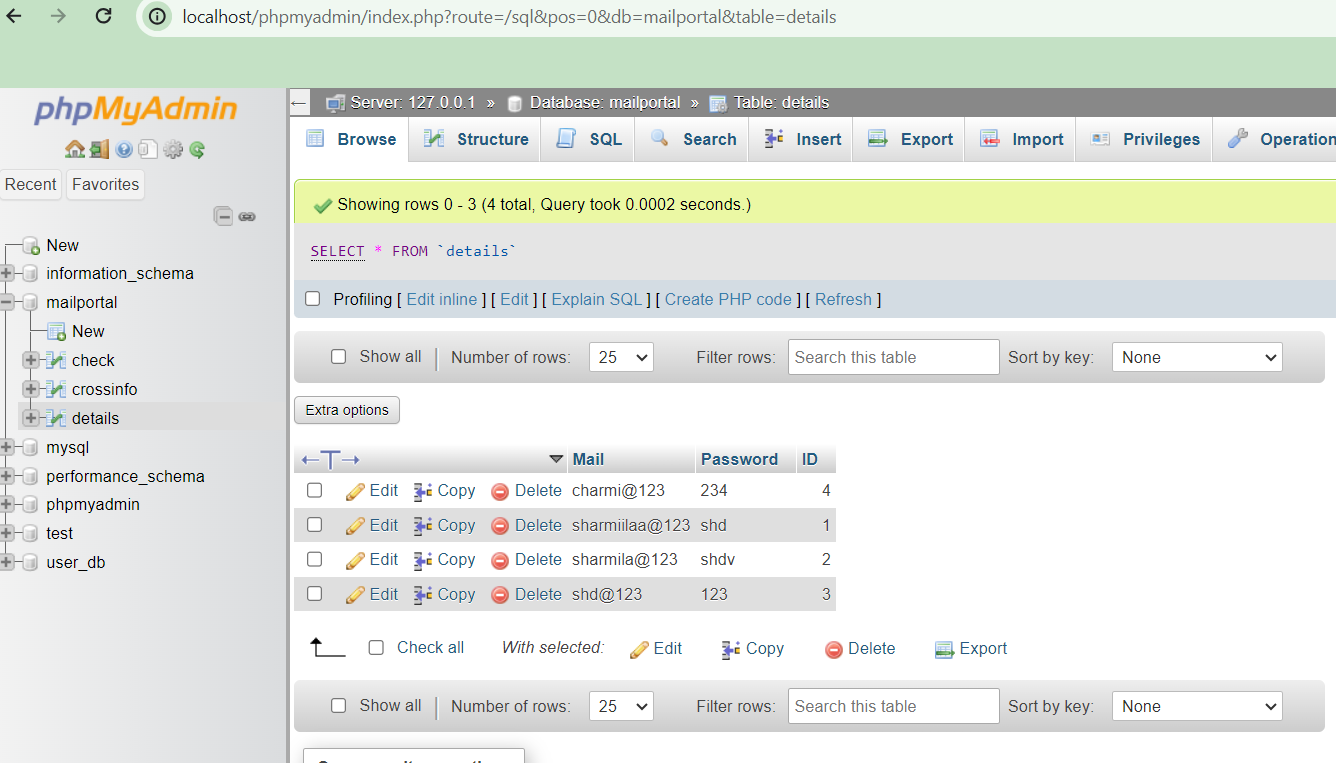 localhost/phpmyadmin/index.php?route=/sql&pos=0&db=mailportal&table=details
phpMyAdmin
Recent Favorites
New
information_schema
mailportal
New
check
crossinfo
details
mysql
performance_schema
phpmyadmin
test
user_db
Server: 127.0.0.1 » Database: mailportal » Table: details
Browse Structure SQL Search Insert Export Import Privileges Operation
Showing rows 0 - 3 (4 total, Query took 0.0002 seconds.)
SELECT * FROM `details`
Profiling [ Edit inline ] [ Edit ] [ Explain SQL ] [ Create PHP code ] [ Refresh ]
Show all | Number of rows: 25 Filter rows: Search this table Sort by key: None
Extra options
←T→ Mail Password ID
Edit Copy Delete charmi@123 234 4
Edit Copy Delete sharmiilaa@123 shd 1
Edit Copy Delete sharmila@123 shdv 2
Edit Copy Delete shd@123 123 3
Check all With selected: Edit Copy Delete Export
Show all | Number of rows: 25 Filter rows: Search this table Sort by key: None